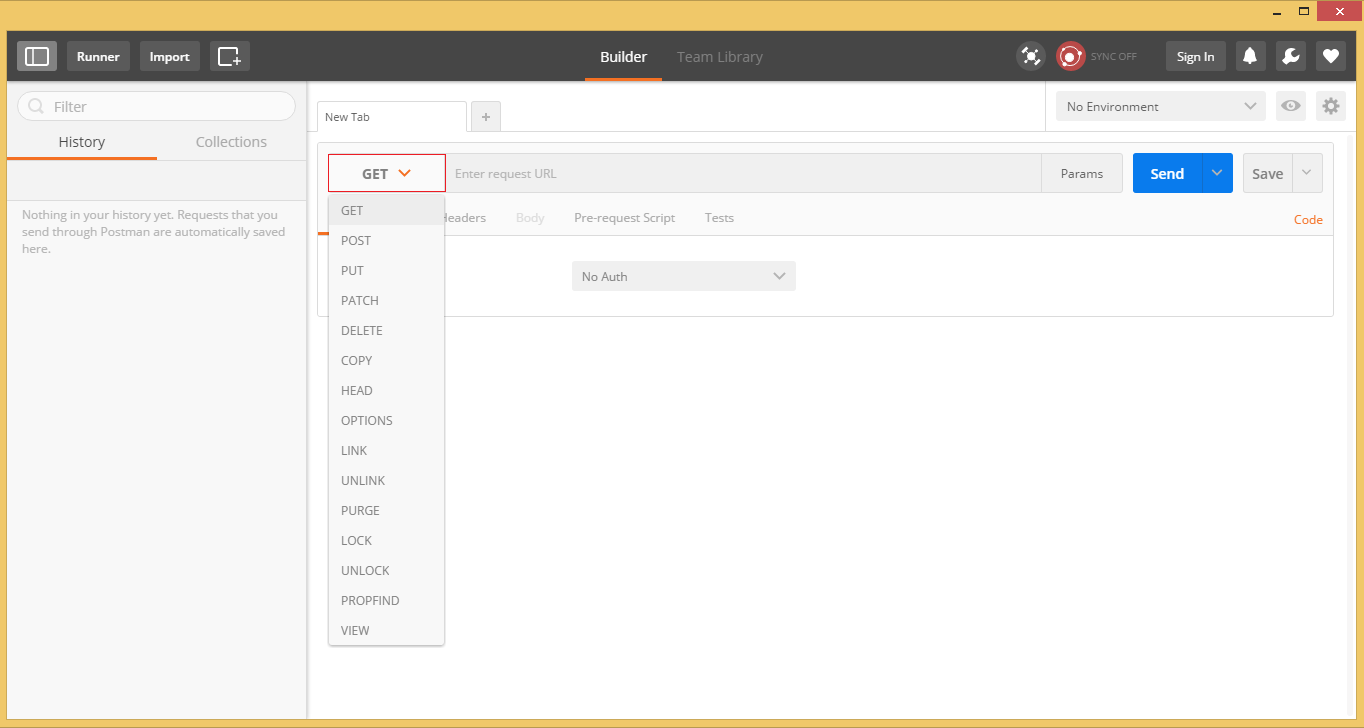 Runner
Import
Builder
Team Library
SYNC OFF
Sign In
Filter
History
Collections
Nothing in your history yet. Requests that you
send through Postman are automatically saved
here.
New Tab
+
No Environment
GET
Enter request URL
Params
Send
Save
Headers
Body
Pre-request Script
Tests
Code
No Auth
GET
POST
PUT
PATCH
DELETE
COPY
HEAD
OPTIONS
LINK
UNLINK
PURGE
LOCK
UNLOCK
PROPFIND
VIEW